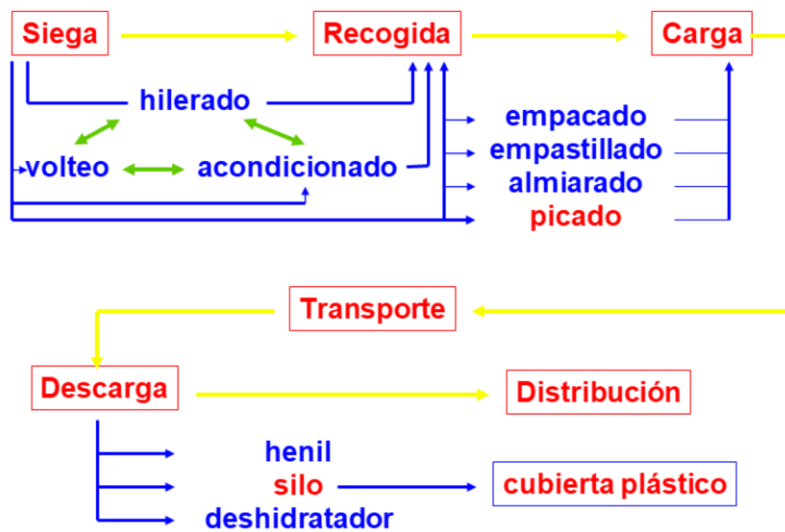 Siega Recogida Carga
hilerado
volteo acondicionado
empacado
empastillado
almiarado
picado
Transporte
Descarga Distribución
henil
silo cubierta plástico
deshidratador